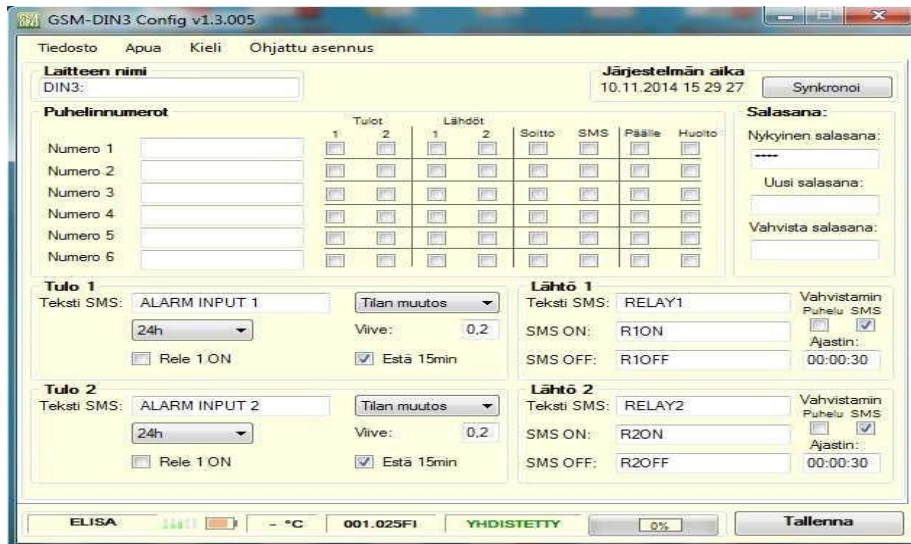 GSM-DIN3 Config v1.3.005
Tiedosto Apua Kieli Ohjattu asennus
Laitteen nimi
DIN3:
Järjestelmän aika
10.11.2014 15 29 27 Synkronoi
Puhelinnumerot
Tulot Lähdöt
1 2 1 2 Soitto SMS Päälle Huolto
Numero 1
Numero 2
Numero 3
Numero 4
Numero 5
Numero 6
Salasana:
Nykyinen salasana:
****
Uusi salasana:
Vahvista salasana:
Tulo 1
Teksti SMS: ALARM INPUT 1 Tilan muutos
24h Viive: 0,2
Rele 1 ON Estä 15min
Lähtö 1
Teksti SMS: RELAY1
SMS ON: R1ON
SMS OFF: R1OFF
Vahvistamin
Puhelu SMS
Ajastin:
00:00:30
Tulo 2
Teksti SMS: ALARM INPUT 2 Tilan muutos
24h Viive: 0,2
Rele 1 ON Estä 15min
Lähtö 2
Teksti SMS: RELAY2
SMS ON: R2ON
SMS OFF: R2OFF
Vahvistamin
Puhelu SMS
Ajastin:
00:00:30
ELISA - °C 001.025FI YHDISTETTY 0% Tallenna